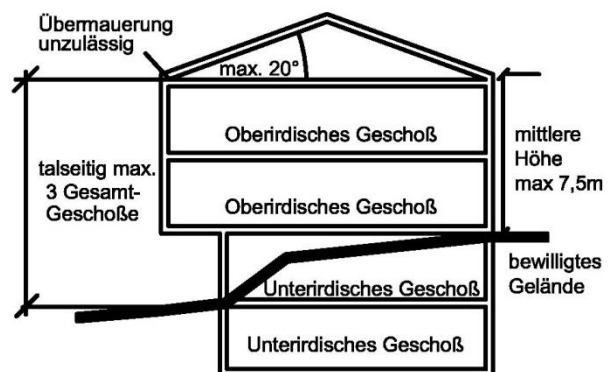 Übermauerung
unzulässig
max. 20°
Oberirdisches Geschoß
talseitig max.
3 Gesamt-
Geschoße
mittlere
Höhe
max 7,5m
Oberirdisches Geschoß
bewilligtes
Gelände
Unterirdisches Geschoß
Unterirdisches Geschoß